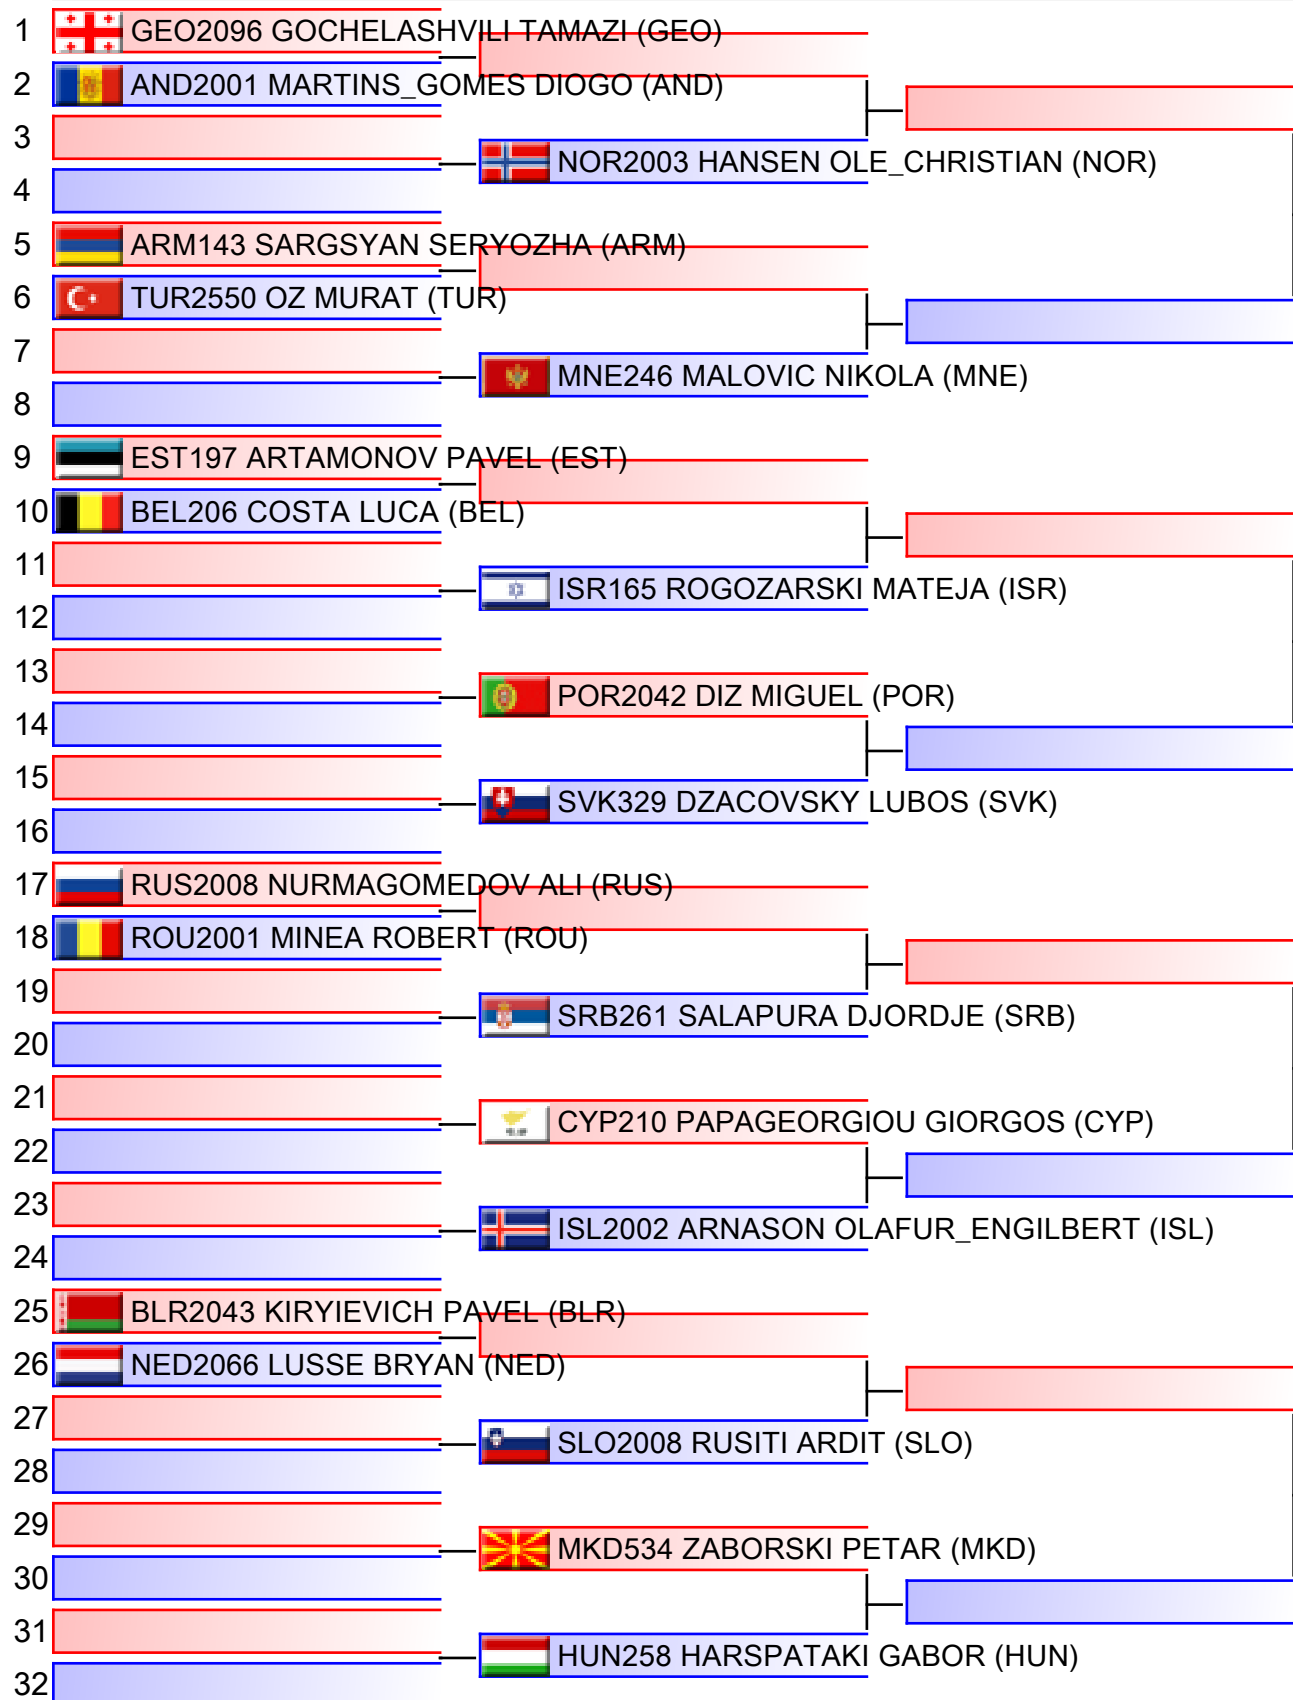 1 GEO2096 GOCHELASHVILI TAMAZI (GEO)
2 AND2001 MARTINS_GOMES DIOGO (AND)
3
NOR2003 HANSEN OLE_CHRISTIAN (NOR)
4
5 ARM143 SARGSYAN SERYOZHA (ARM)
6 TUR2550 OZ MURAT (TUR)
7
MNE246 MALOVIC NIKOLA (MNE)
8
9 EST197 ARTAMONOV PAVEL (EST)
10 BEL206 COSTA LUCA (BEL)
11
ISR165 ROGOZARSKI MATEJA (ISR)
12
13
POR2042 DIZ MIGUEL (POR)
14
15
SVK329 DZACOVSKY LUBOS (SVK)
16
17 RUS2008 NURMAGOMEDOV ALI (RUS)
18 ROU2001 MINEA ROBERT (ROU)
19
SRB261 SALAPURA DJORDJE (SRB)
20
21
CYP210 PAPAGEORGIOU GIORGOS (CYP)
22
23
ISL2002 ARNASON OLAFUR_ENGILBERT (ISL)
24
25 BLR2043 KIRYIEVICH PAVEL (BLR)
26 NED2066 LUSSE BRYAN (NED)
27
SLO2008 RUSITI ARDIT (SLO)
28
29
MKD534 ZABORSKI PETAR (MKD)
30
31
HUN258 HARSPATAKI GABOR (HUN)
32